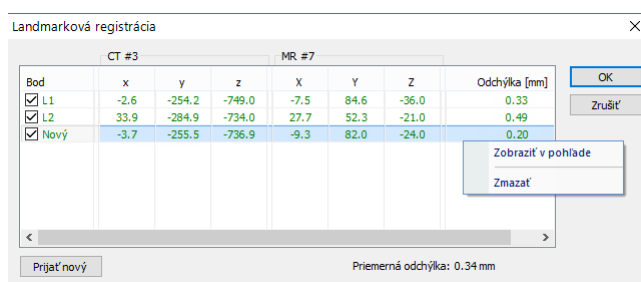 Landmarková registrácia
CT #3 MR #7
Bod x y z X Y Z Odchýlka [mm]
L1 -2.6 -254.2 -749.0 -7.5 84.6 -36.0 0.33
L2 33.9 -284.9 -734.0 27.7 52.3 -21.0 0.49
Nový -3.7 -255.5 -736.9 -9.3 82.0 -24.0 0.20
OK
Zrušiť
Zobraziť v pohľade
Zmazať
Prijať nový
Priemerná odchýlka: 0.34 mm